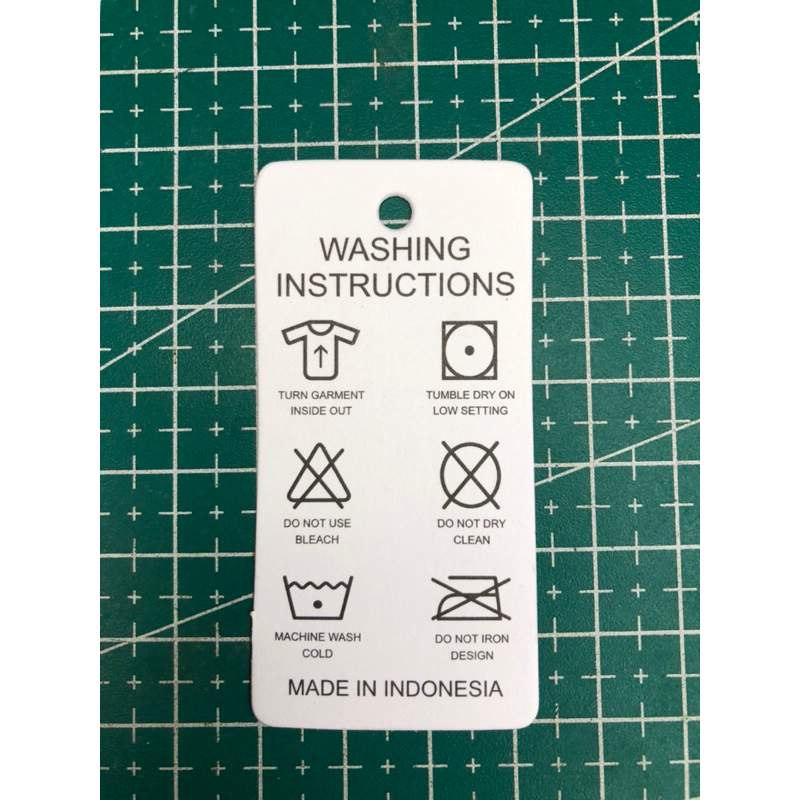 WASHING
INSTRUCTIONS
TURN GARMENT
INSIDE OUT
TUMBLE DRY ON
LOW SETTING
DO NOT USE
BLEACH
DO NOT DRY
CLEAN
MACHINE WASH
COLD
DO NOT IRON
DESIGN
MADE IN INDONESIA